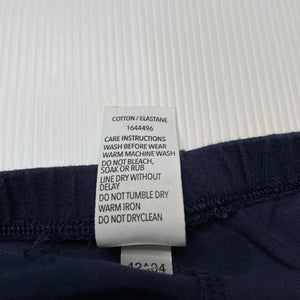 COTTON / ELASTANE
1644496
CARE INSTRUCTIONS
WASH BEFORE WEAR
WARM MACHINE WASH
DO NOT BLEACH,
SOAK OR RUB
LINE DRY WITHOUT
DELAY
DO NOT TUMBLE DRY
WARM IRON
DO NOT DRYCLEAN